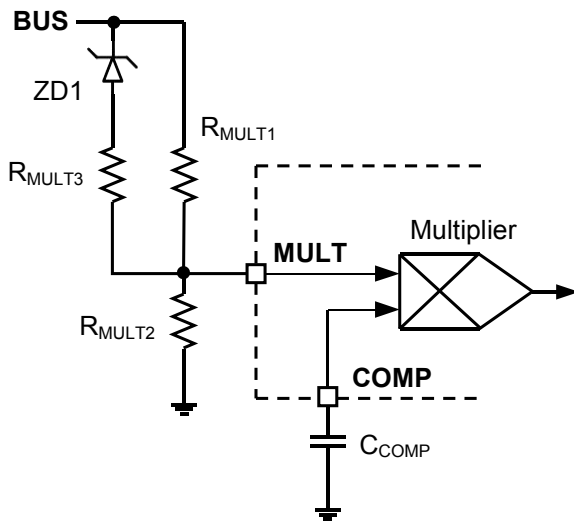 BUS
ZD1
RMULT1
RMULT3
Multiplier
MULT
RMULT2
COMP
CCOMP